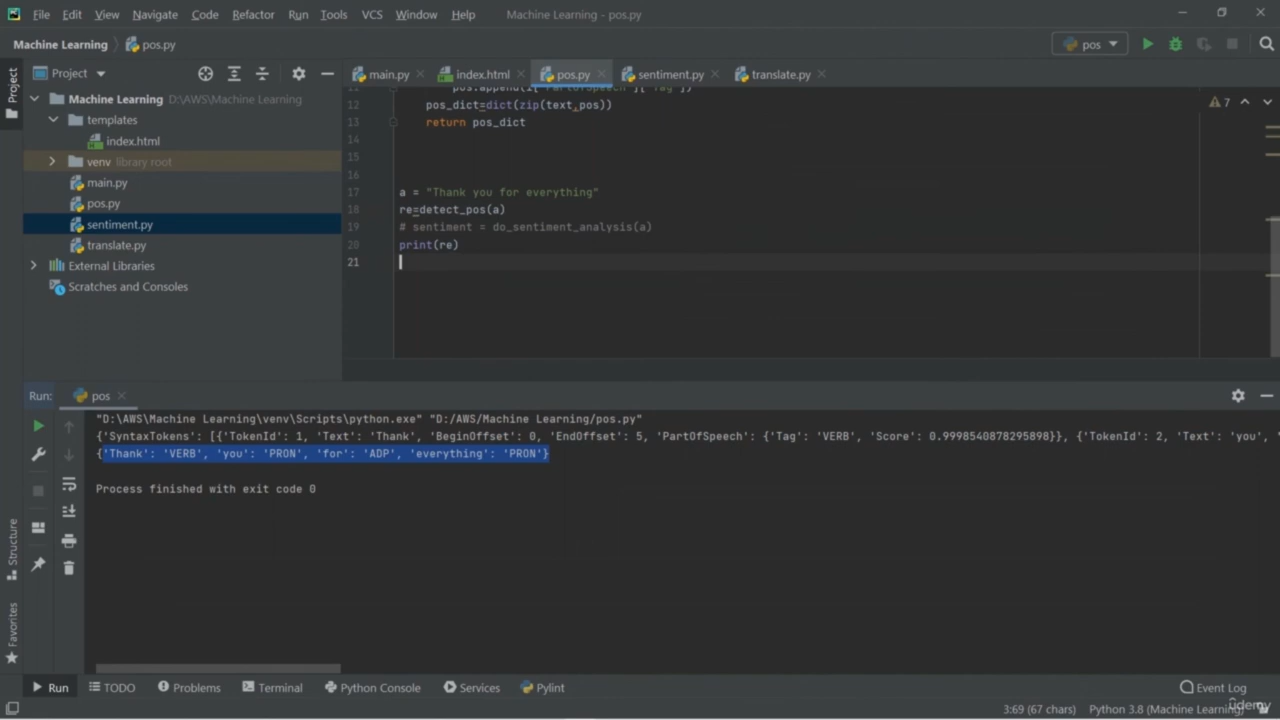 File Edit View Navigate Code Refactor Run Tools VCS Window Help Machine Learning - pos.py
Machine Learning pos.py pos
Project
Project
main.py index.html pos.py sentiment.py translate.py
Machine Learning D:\AWS\Machine Learning
templates
index.html
venv library root
main.py
pos.py
sentiment.py
translate.py
External Libraries
Scratches and Consoles
7
12 pos_dict=dict(zip(text,pos))
13 return pos_dict
14
15
16
17 a = "Thank you for everything"
18 re=detect_pos(a)
19 # sentiment = do_sentiment_analysis(a)
20 print(re)
21
Run: pos
"D:\AWS\Machine Learning\venv\Scripts\python.exe" "D:/AWS/Machine Learning/pos.py"
{'SyntaxTokens': [{'TokenId': 1, 'Text': 'Thank', 'BeginOffset': 0, 'EndOffset': 5, 'PartOfSpeech': {'Tag': 'VERB', 'Score': 0.9998540878295898}}, {'TokenId': 2, 'Text': 'you',
{'Thank': 'VERB', 'you': 'PRON', 'for': 'ADP', 'everything': 'PRON'}
Process finished with exit code 0
Structure
Favorites
Run TODO Problems Terminal Python Console Services Pylint Event Log
3:69 (67 chars) Python 3.8 (Machine Learning)
udemy